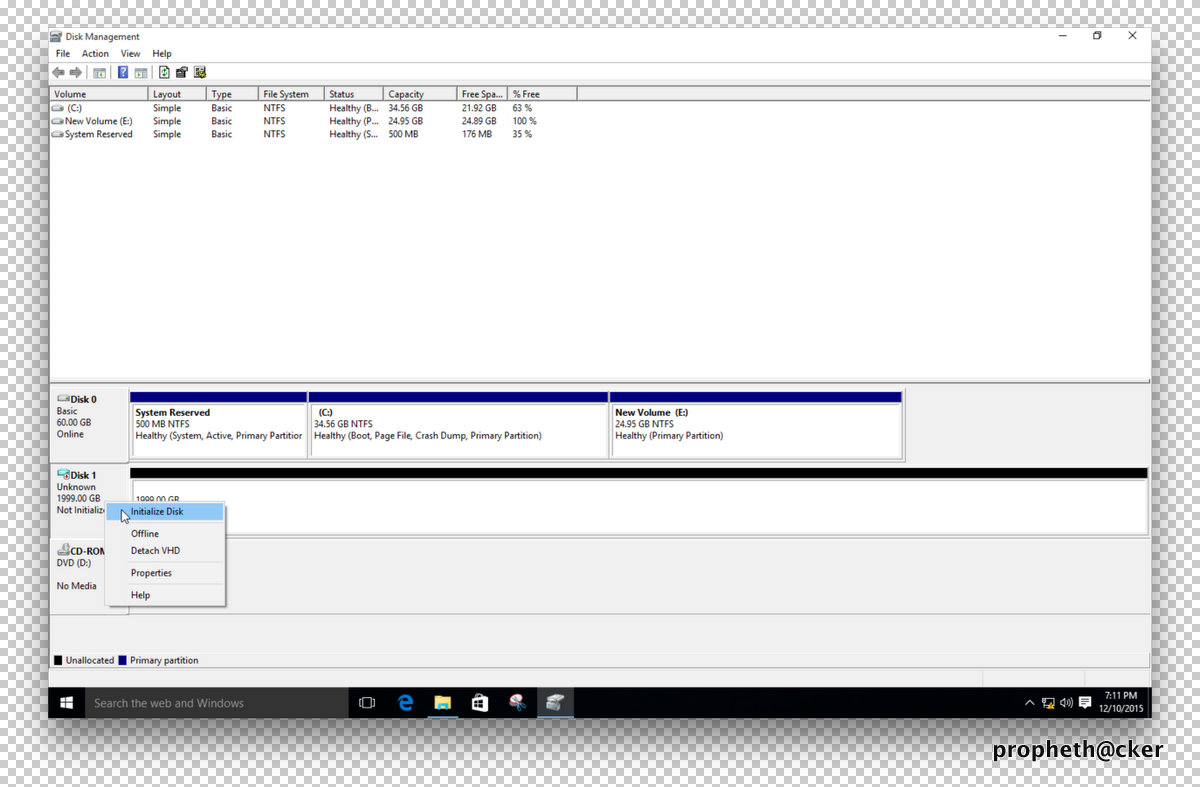 Disk Management
File Action View Help
Volume Layout Type File System Status Capacity Free Spa... % Free
(C:) Simple Basic NTFS Healthy (B... 34.56 GB 21.92 GB 63 %
New Volume (E:) Simple Basic NTFS Healthy (P... 24.95 GB 24.89 GB 100 %
System Reserved Simple Basic NTFS Healthy (S... 500 MB 176 MB 35 %
Disk 0
Basic
60.00 GB
Online
System Reserved
500 MB NTFS
Healthy (System, Active, Primary Partition
(C:)
34.56 GB NTFS
Healthy (Boot, Page File, Crash Dump, Primary Partition)
New Volume (E:)
24.95 GB NTFS
Healthy (Primary Partition)
Disk 1
Unknown
1999.00 GB
Not Initialize
1999.00 GB
Initialize Disk
Offline
Detach VHD
Properties
Help
CD-ROM
DVD (D:)
No Media
Unallocated Primary partition
Search the web and Windows
7:11 PM
12/10/2015
propheth@cker